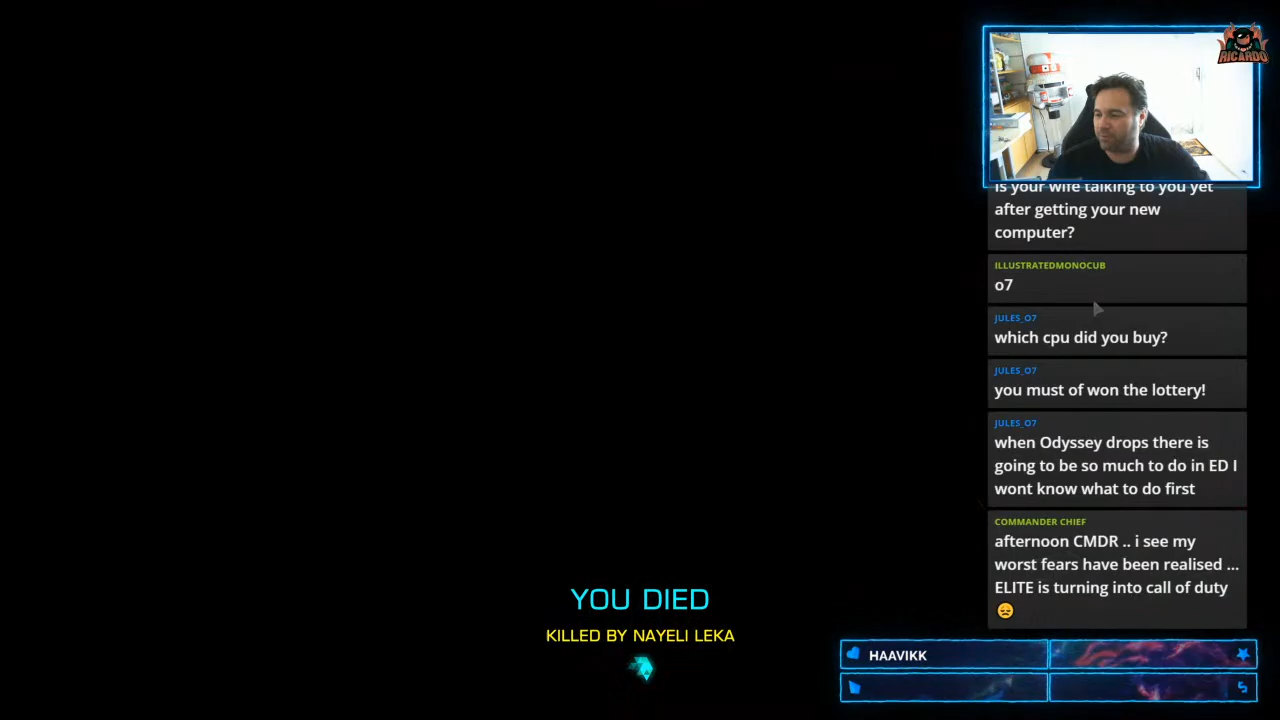 RICARDO
is your wife talking to you yet
after getting your new
computer?
ILLUSTRATEDMONOCUB
o7
JULES_O7
which cpu did you buy?
JULES_O7
you must of won the lottery!
JULES_O7
when Odyssey drops there is
going to be so much to do in ED I
wont know what to do first
COMMANDER CHIEF
afternoon CMDR .. i see my
worst fears have been realised ...
ELITE is turning into call of duty
😔
YOU DIED
KILLED BY NAYELI LEKA
HAAVIKK